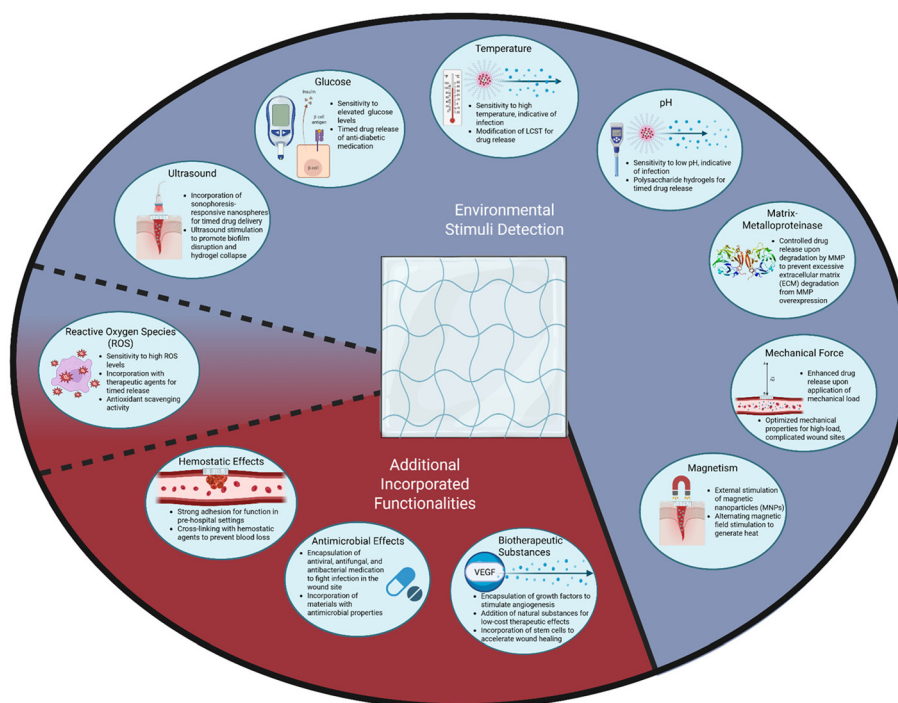 Temperature
Sensitivity to high
temperature, indicative of
infection
Modification of LCST for
drug release
Glucose
Insulin
β cell
antigen
β-cell
Sensitivity to
elevated glucose
levels
Timed drug release
of anti-diabetic
medication
pH
Sensitivity to low pH, indicative
of infection
Polysaccharide hydrogels for
timed drug release
Ultrasound
Incorporation of
sonophoresis-
responsive nanospheres
for timed drug delivery
Ultrasound stimulation
to promote biofilm
disruption and
hydrogel collapse
Environmental
Stimuli Detection
Matrix-
Metalloproteinase
Controlled drug
release upon
degradation by MMP
to prevent excessive
extracellular matrix
(ECM) degradation
from MMP
overexpression
Reactive Oxygen Species
(ROS)
Sensitivity to high ROS
levels
Incorporation with
therapeutic agents for
timed release
Antioxidant scavenging
activity
Mechanical Force
Enhanced drug
release upon
application of
mechanical load
Optimized mechanical
properties for high-load,
complicated wound sites
Hemostatic Effects
Strong adhesion for function in
pre-hospital settings
Cross-linking with hemostatic
agents to prevent blood loss
Additional
Incorporated
Functionalities
Magnetism
External stimulation
of magnetic
nanoparticles (MNPs)
Alternating magnetic
field stimulation to
generate heat
Antimicrobial Effects
Encapsulation of
antiviral, antifungal, and
antibacterial medication
to fight infection in the
wound site
Incorporation of
materials with
antimicrobial properties
Biotherapeutic
Substances
VEGF
Encapsulation of growth factors to
stimulate angiogenesis
Addition of natural substances for
low-cost therapeutic effects
Incorporation of stem cells to
accelerate wound healing